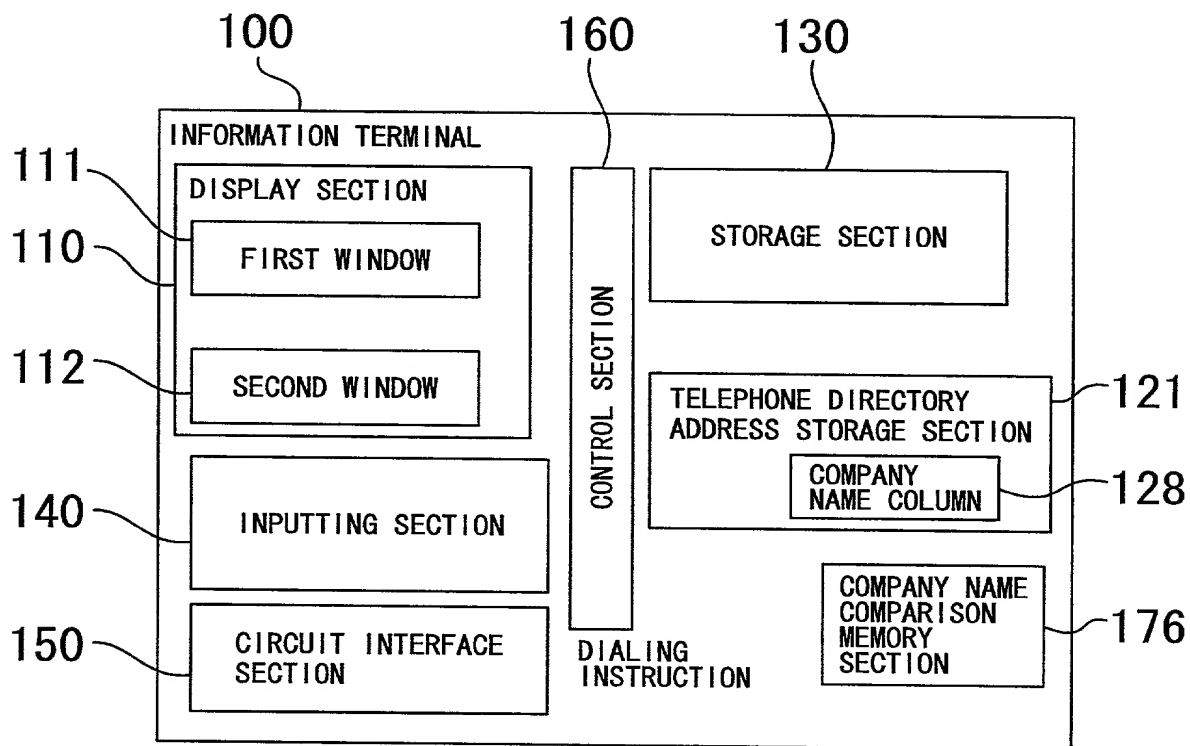 100
160
130
INFORMATION TERMINAL
111
DISPLAY SECTION
110
FIRST WINDOW
STORAGE SECTION
112
SECOND WINDOW
CONTROL SECTION
TELEPHONE DIRECTORY
ADDRESS STORAGE SECTION
121
COMPANY
NAME COLUMN
128
140
INPUTTING SECTION
COMPANY NAME
COMPARISON
MEMORY
SECTION
176
150
CIRCUIT INTERFACE
SECTION
DIALING
INSTRUCTION